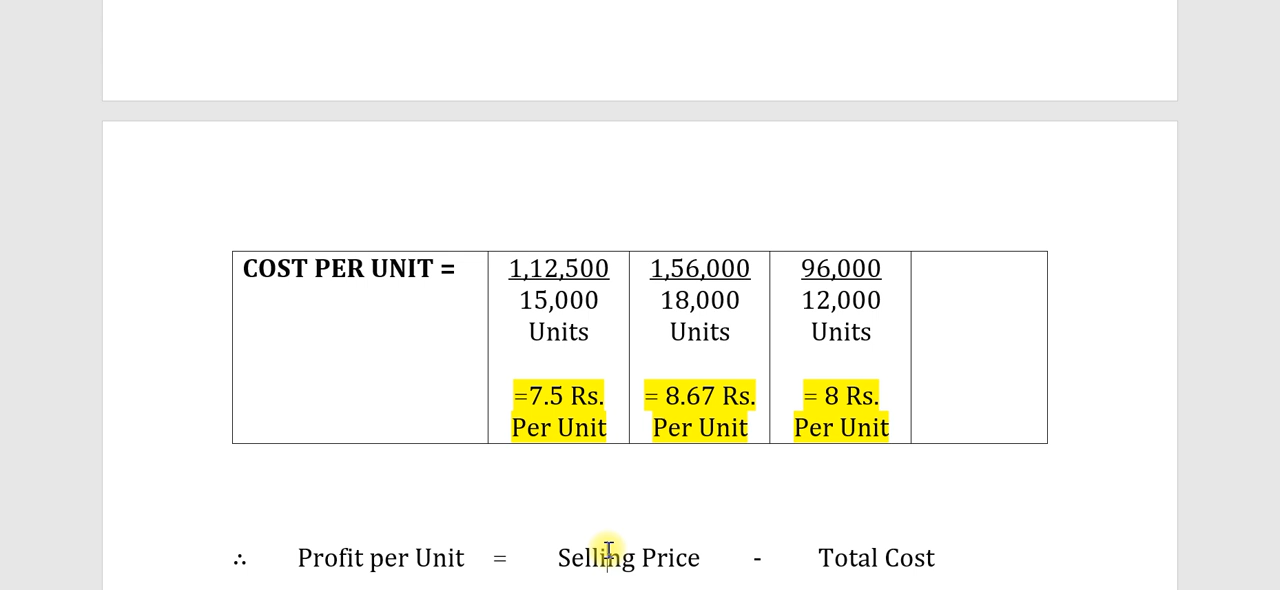 COST PER UNIT = 1,12,500 1,56,000 96,000
15,000 18,000 12,000
Units Units Units
=7.5 Rs. = 8.67 Rs. = 8 Rs.
Per Unit Per Unit Per Unit
∴ Profit per Unit = Selling Price - Total Cost